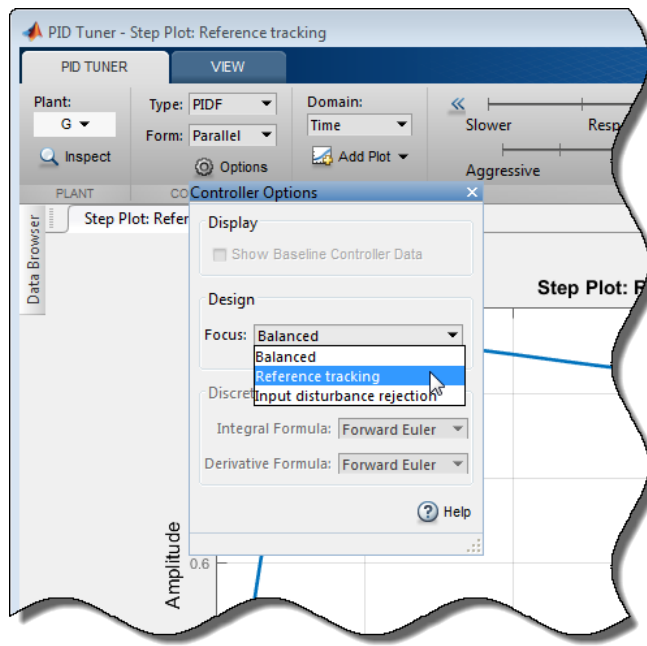 PID Tuner - Step Plot: Reference tracking
PID TUNER VIEW
Plant: Type: PIDF Domain:
G Time Slower
Form: Parallel
Inspect Options Add Plot Aggressive
PLANT
Controller Options
Data Browser
Step Plot: Refer
Display
Show Baseline Controller Data
Step Plot:
Design
Focus: Balanced
Balanced
Reference tracking
Input disturbance rejection
Integral Formula: Forward Euler
Derivative Formula: Forward Euler
Help
Amplitude
0.6